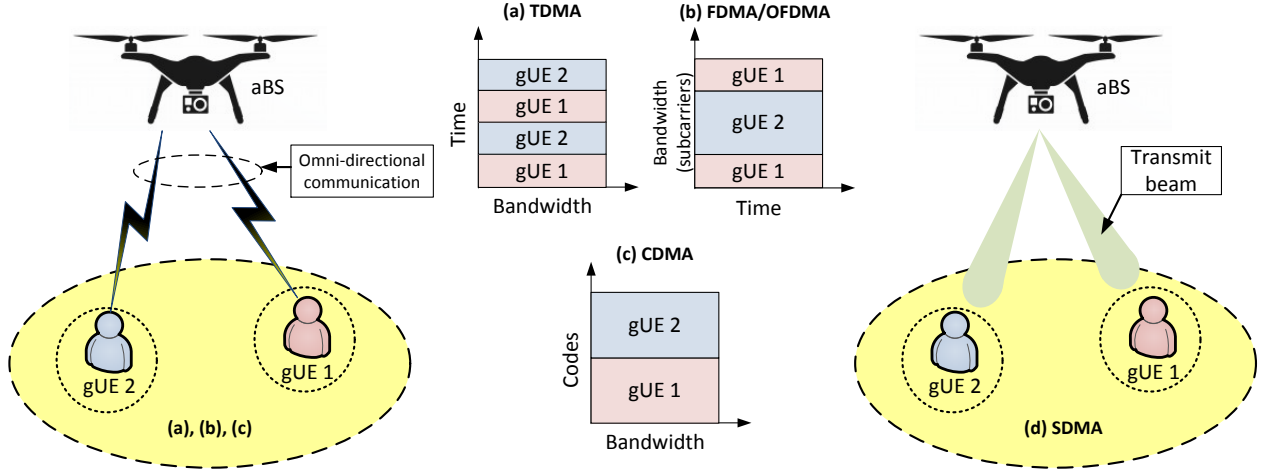 aBS
Omni-directional
communication
gUE 2
gUE 1
(a), (b), (c)
(a) TDMA
Time
gUE 2
gUE 1
gUE 2
gUE 1
Bandwidth
(b) FDMA/OFDMA
Bandwidth
(subcarriers)
gUE 1
gUE 2
gUE 1
Time
(c) CDMA
Codes
gUE 2
gUE 1
Bandwidth
aBS
Transmit
beam
gUE 2
gUE 1
(d) SDMA